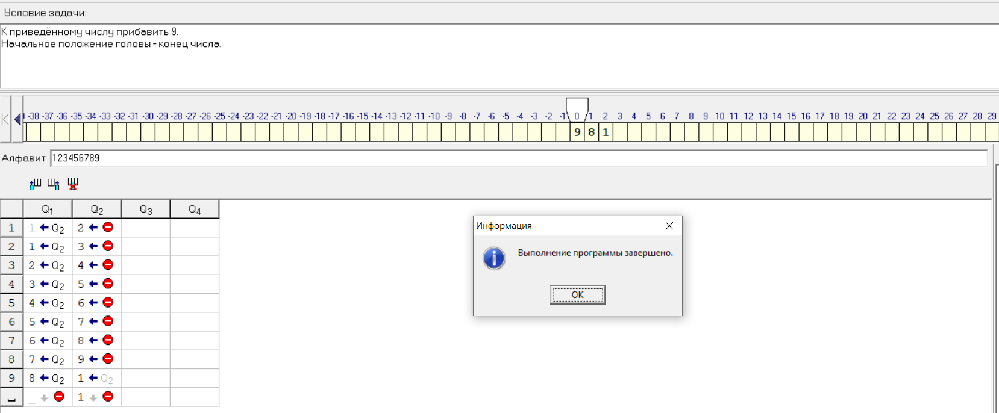 Условие задачи:
К приведённому числу прибавить 9.
Начальное положение головы - конец числа.
-38 -37 -36 -35 -34 -33 -32 -31 -30 -29 -28 -27 -26 -25 -24 -23 -22 -21 -20 -19 -18 -17 -16 -15 -14 -13 -12 -11 -10 -9 -8 -7 -6 -5 -4 -3 -2 -1 0 1 2 3 4 5 6 7 8 9 10 11 12 13 14 15 16 17 18 19 20 21 22 23 24 25 26 27 28 29
9 8 1
Алфавит 123456789
Q1 Q2 Q3 Q4
1 1 Q2 2
2 1 Q2 3
3 2 Q2 4
4 3 Q2 5
5 4 Q2 6
6 5 Q2 7
7 6 Q2 8
8 7 Q2 9
9 8 Q2 1 Q2
_ 1
Информация
Выполнение программы завершено.
OK